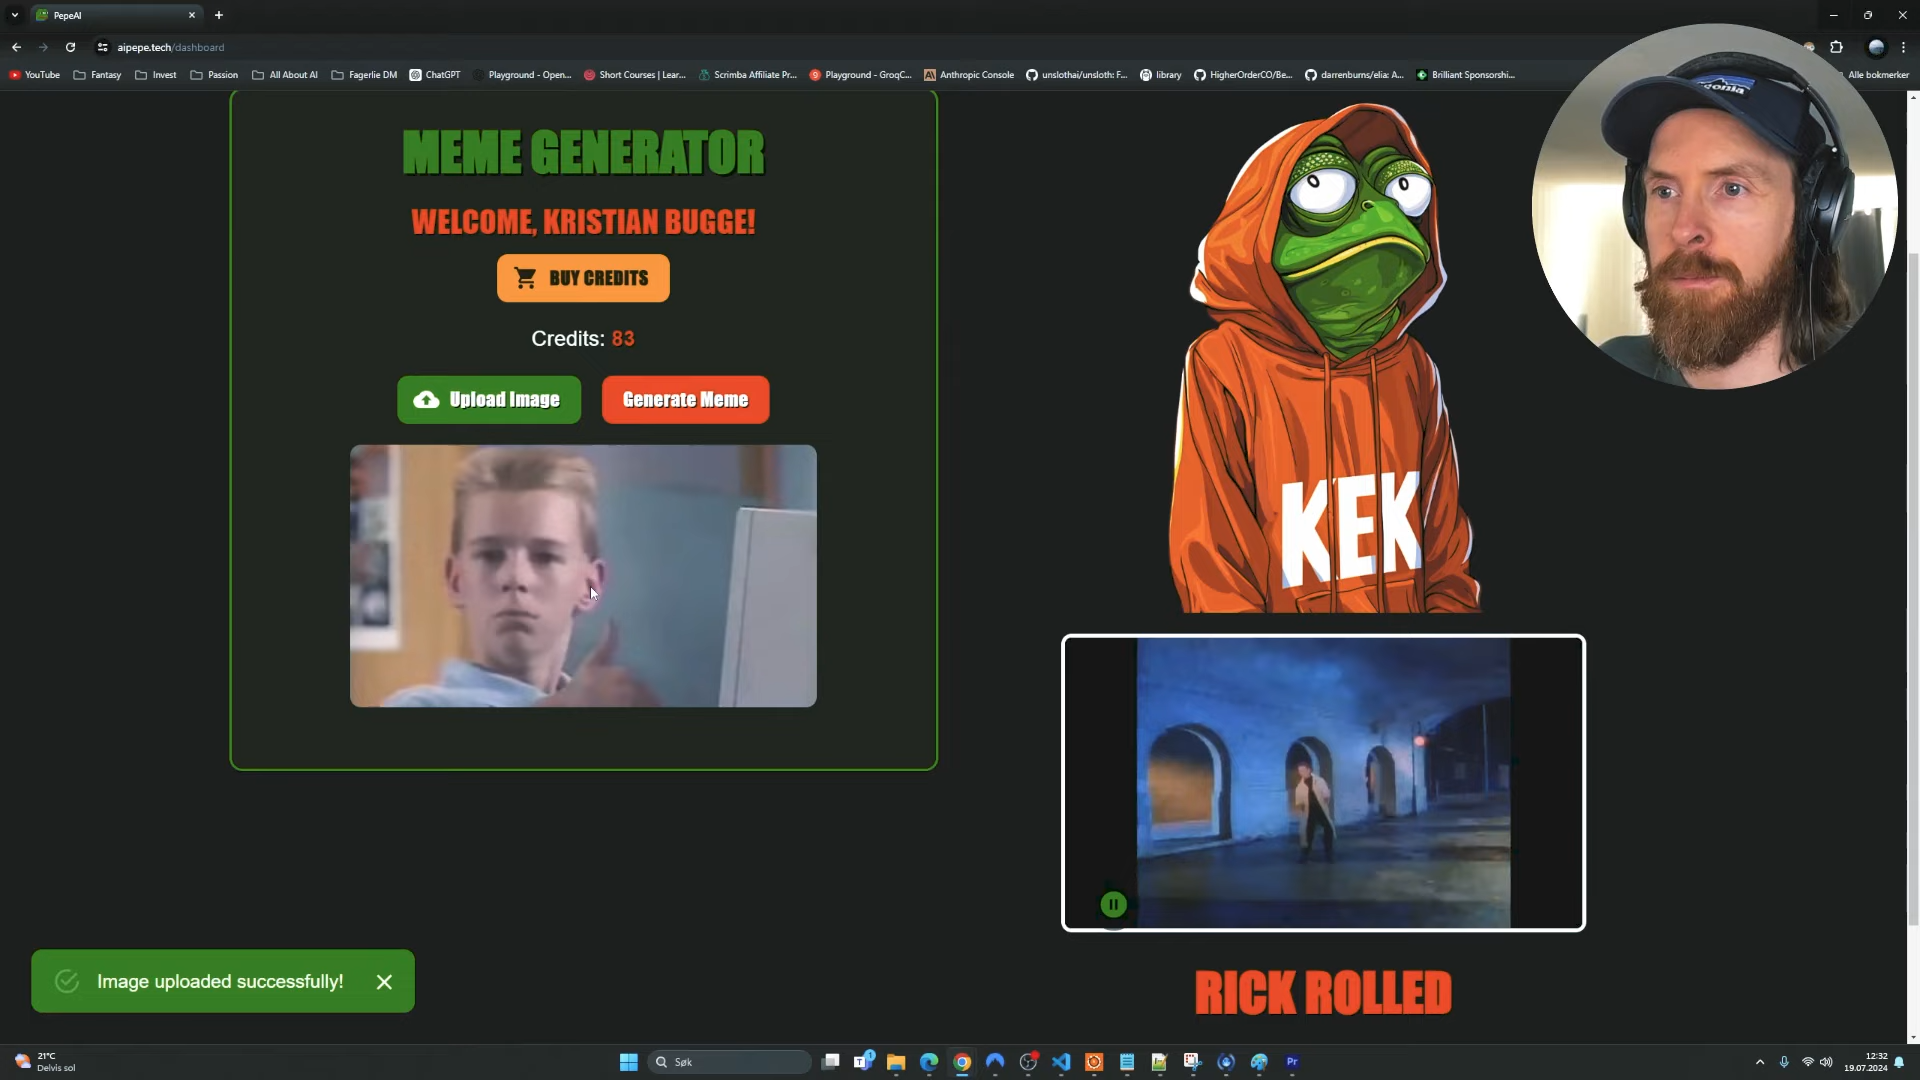 PepeAI
aipepe.tech/dashboard
YouTube
Fantasy
Invest
Passion
All About AI
Fagerlie DM
ChatGPT
Playground - Open...
Short Courses | Lear...
Scrimba Affiliate Pr...
Playground - GroqC...
Anthropic Console
unslothai/unsloth: F...
library
HigherOrderCO/Be...
darrenburns/elia: A...
Brilliant Sponsorshi...
Alle bokmerker
MEME GENERATOR
WELCOME, KRISTIAN BUGGE!
BUY CREDITS
Credits: 83
Upload Image
Generate Meme
KEK
RICK ROLLED
Image uploaded successfully!
21°C
Delvis sol
Søk
12:32
19.07.2024